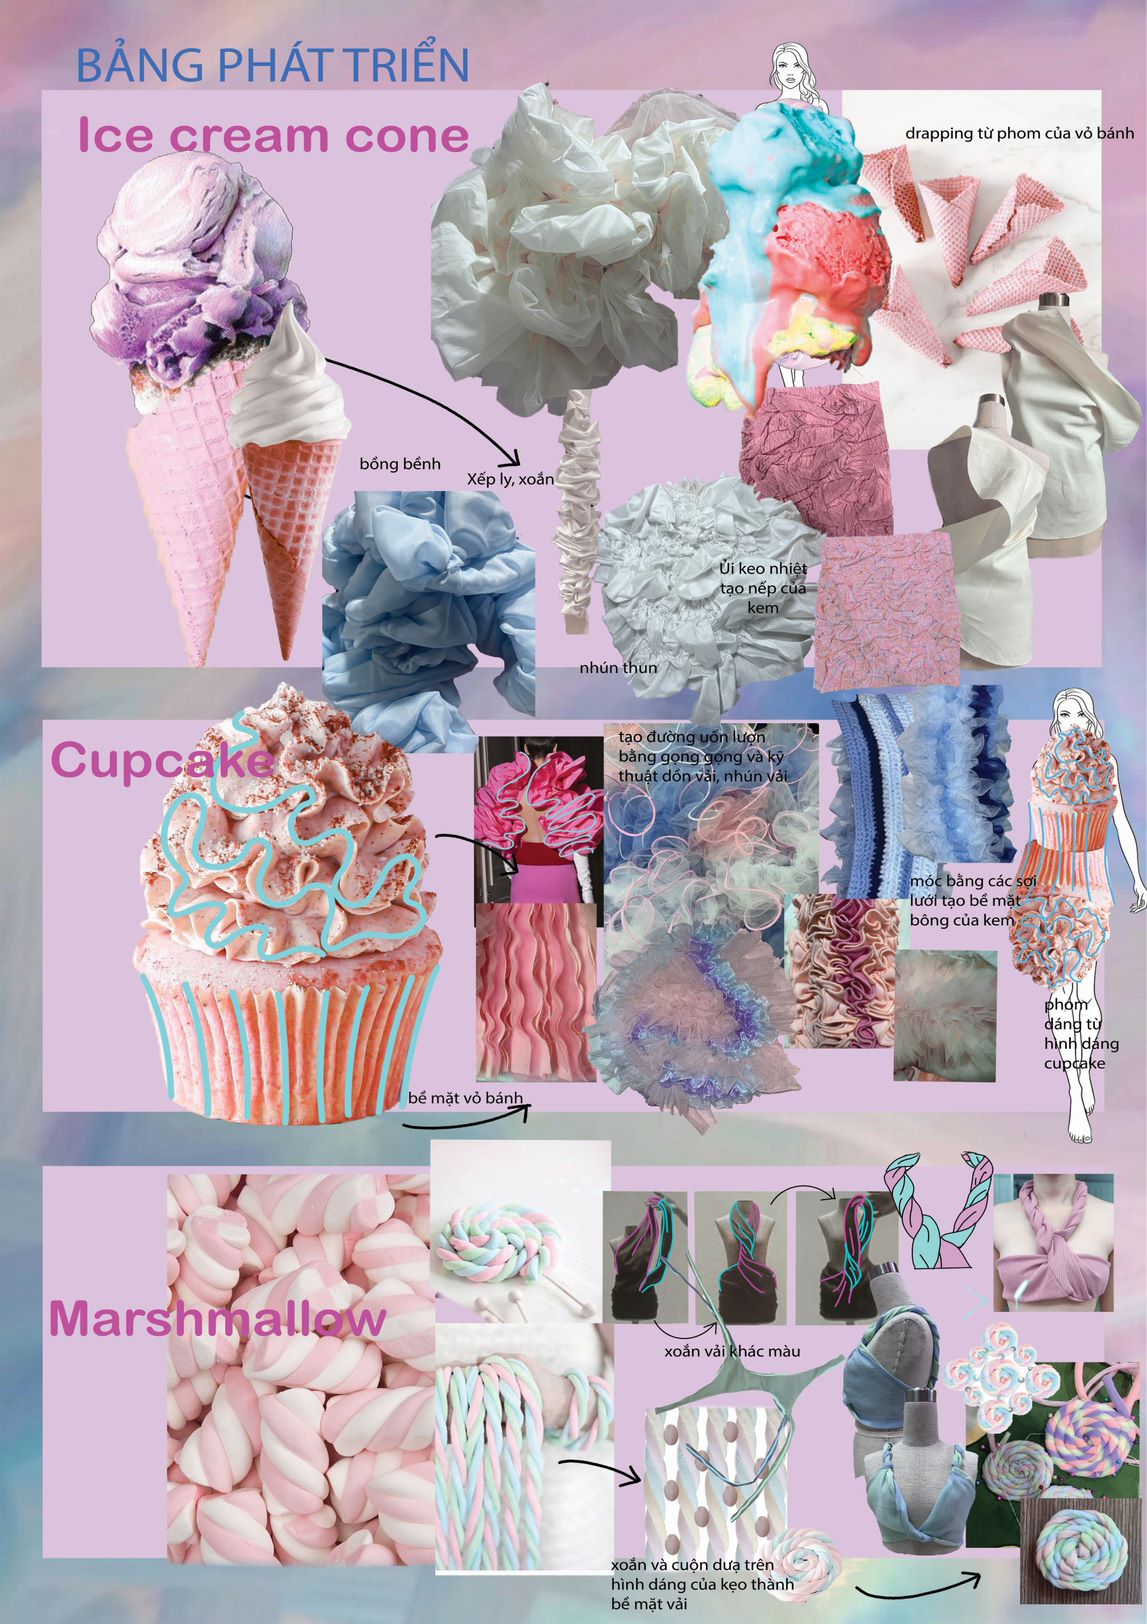 BẢNG PHÁT TRIỂN
Ice cream cone
drapping từ phom của vỏ bánh
bồng bềnh
Xếp ly, xoắn
Ủi keo nhiệt
tạo nếp của
kem
nhún thun
Cupcake
tạo đường uốn lượn
bằng gọng gọng và kỹ
thuật dồn vải, nhún vải
móc bằng các sợi
lưới tạo bề mặt
bông của kem
phom
dáng từ
hình dáng
cupcake
bề mặt vỏ bánh
Marshmallow
xoắn vải khác màu
xoắn và cuộn dưạ trên
hình dáng của kẹo thành
bề mặt vải